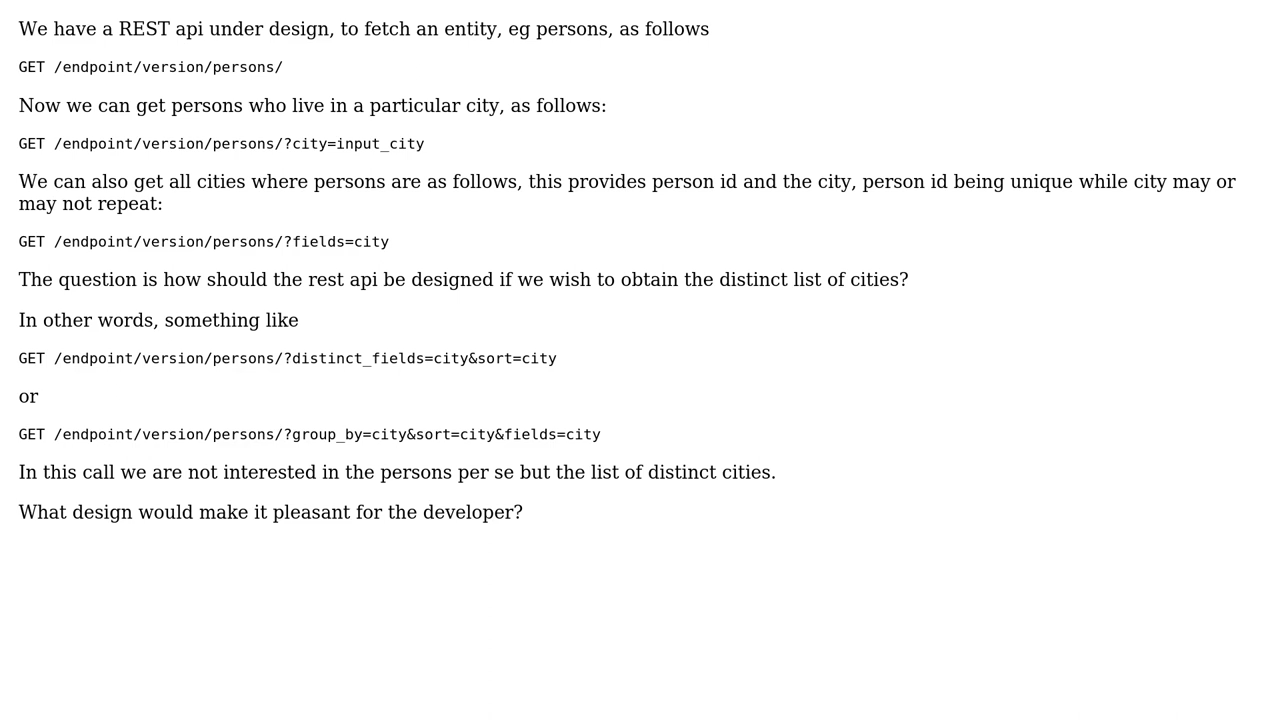 We have a REST api under design, to fetch an entity, eg persons, as follows
GET /endpoint/version/persons/
Now we can get persons who live in a particular city, as follows:
GET /endpoint/version/persons/?city=input_city
We can also get all cities where persons are as follows, this provides person id and the city, person id being unique while city may or
may not repeat:
GET /endpoint/version/persons/?fields=city
The question is how should the rest api be designed if we wish to obtain the distinct list of cities?
In other words, something like
GET /endpoint/version/persons/?distinct_fields=city&sort=city
or
GET /endpoint/version/persons/?group_by=city&sort=city&fields=city
In this call we are not interested in the persons per se but the list of distinct cities.
What design would make it pleasant for the developer?